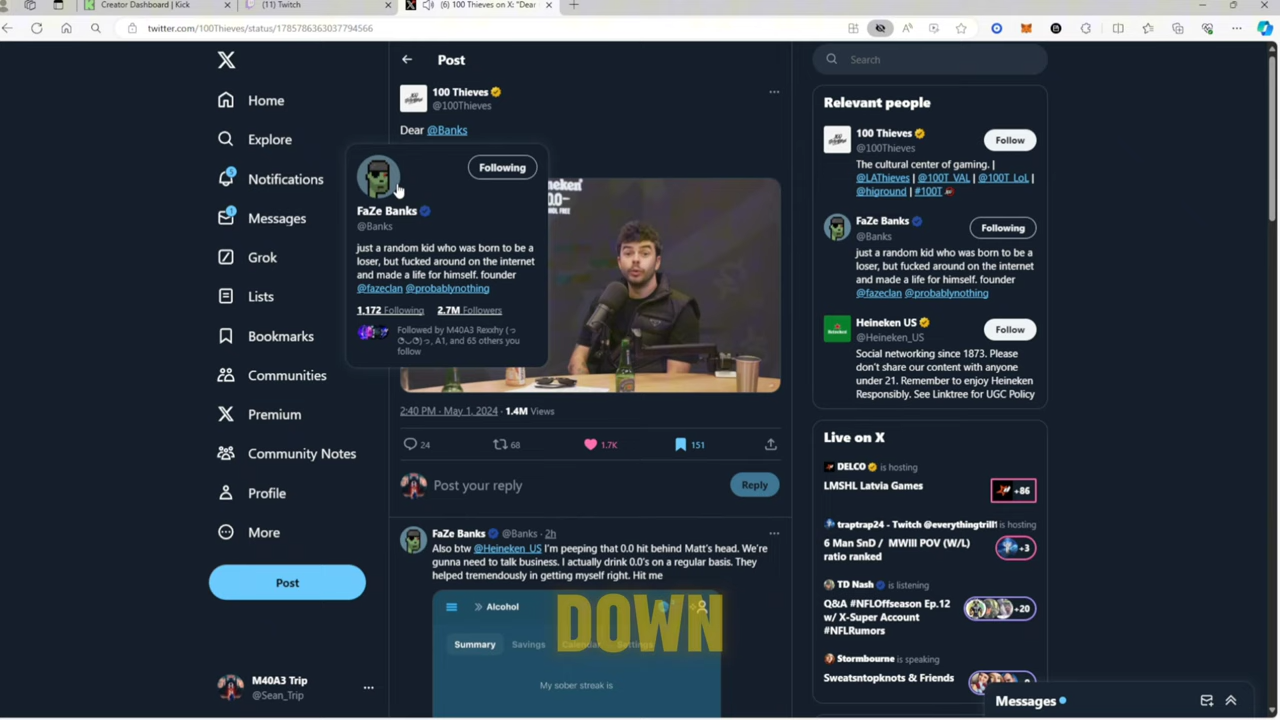 Creator Dashboard | Kick
(11) Twitch
(6) 100 Thieves on X: "Dear
twitter.com/100Thieves/status/1785786363037794566
Home
Explore
5
Notifications
1
Messages
Grok
Lists
Bookmarks
Communities
Premium
Community Notes
Profile
More
Post
M40A3 Trip
@Sean_Trip
Post
100 Thieves
@100Thieves
Dear @Banks
Following
FaZe Banks
@Banks
just a random kid who was born to be a
loser, but fucked around on the internet
and made a life for himself. founder
@fazeclan @probablynothing
1,172 Following 2.7M Followers
Followed by M40A3 Rexxhy (っ
◔◡◔)っ, A1, and 65 others you
follow
2:40 PM · May 1, 2024 · 1.4M Views
24
68
1.7K
151
Post your reply
Reply
FaZe Banks @Banks · 2h
Also btw @Heineken_US I'm peeping that 0.0 hit behind Matt's head. We're
gunna need to talk business. I actually drink 0.0's on a regular basis. They
helped tremendously in getting myself right. Hit me
Alcohol
Summary
Savings
Calendar
Settings
My sober streak is
DOWN
Search
Relevant people
100 Thieves
@100Thieves
Follow
The cultural center of gaming. |
@LAThieves | @100T_VAL | @100T_LoL |
@higround | #100T
FaZe Banks
@Banks
Following
just a random kid who was born to be a
loser, but fucked around on the internet
and made a life for himself. founder
@fazeclan @probablynothing
Heineken US
@Heineken_US
Follow
Social networking since 1873. Please
don't share our content with anyone
under 21. Remember to enjoy Heineken
Responsibly. See Linktree for UGC Policy
Live on X
DELCO is hosting
LMSHL Latvia Games
+86
traptrap24 - Twitch @everythingtrill1 is hosting
6 Man SnD / MWIII POV (W/L)
ratio ranked
+3
TD Nash is listening
Q&A #NFLOffseason Ep.12
w/ X-Super Account
#NFLRumors
+20
Stormbourne is speaking
Sweatsntopknots & Friends
Messages